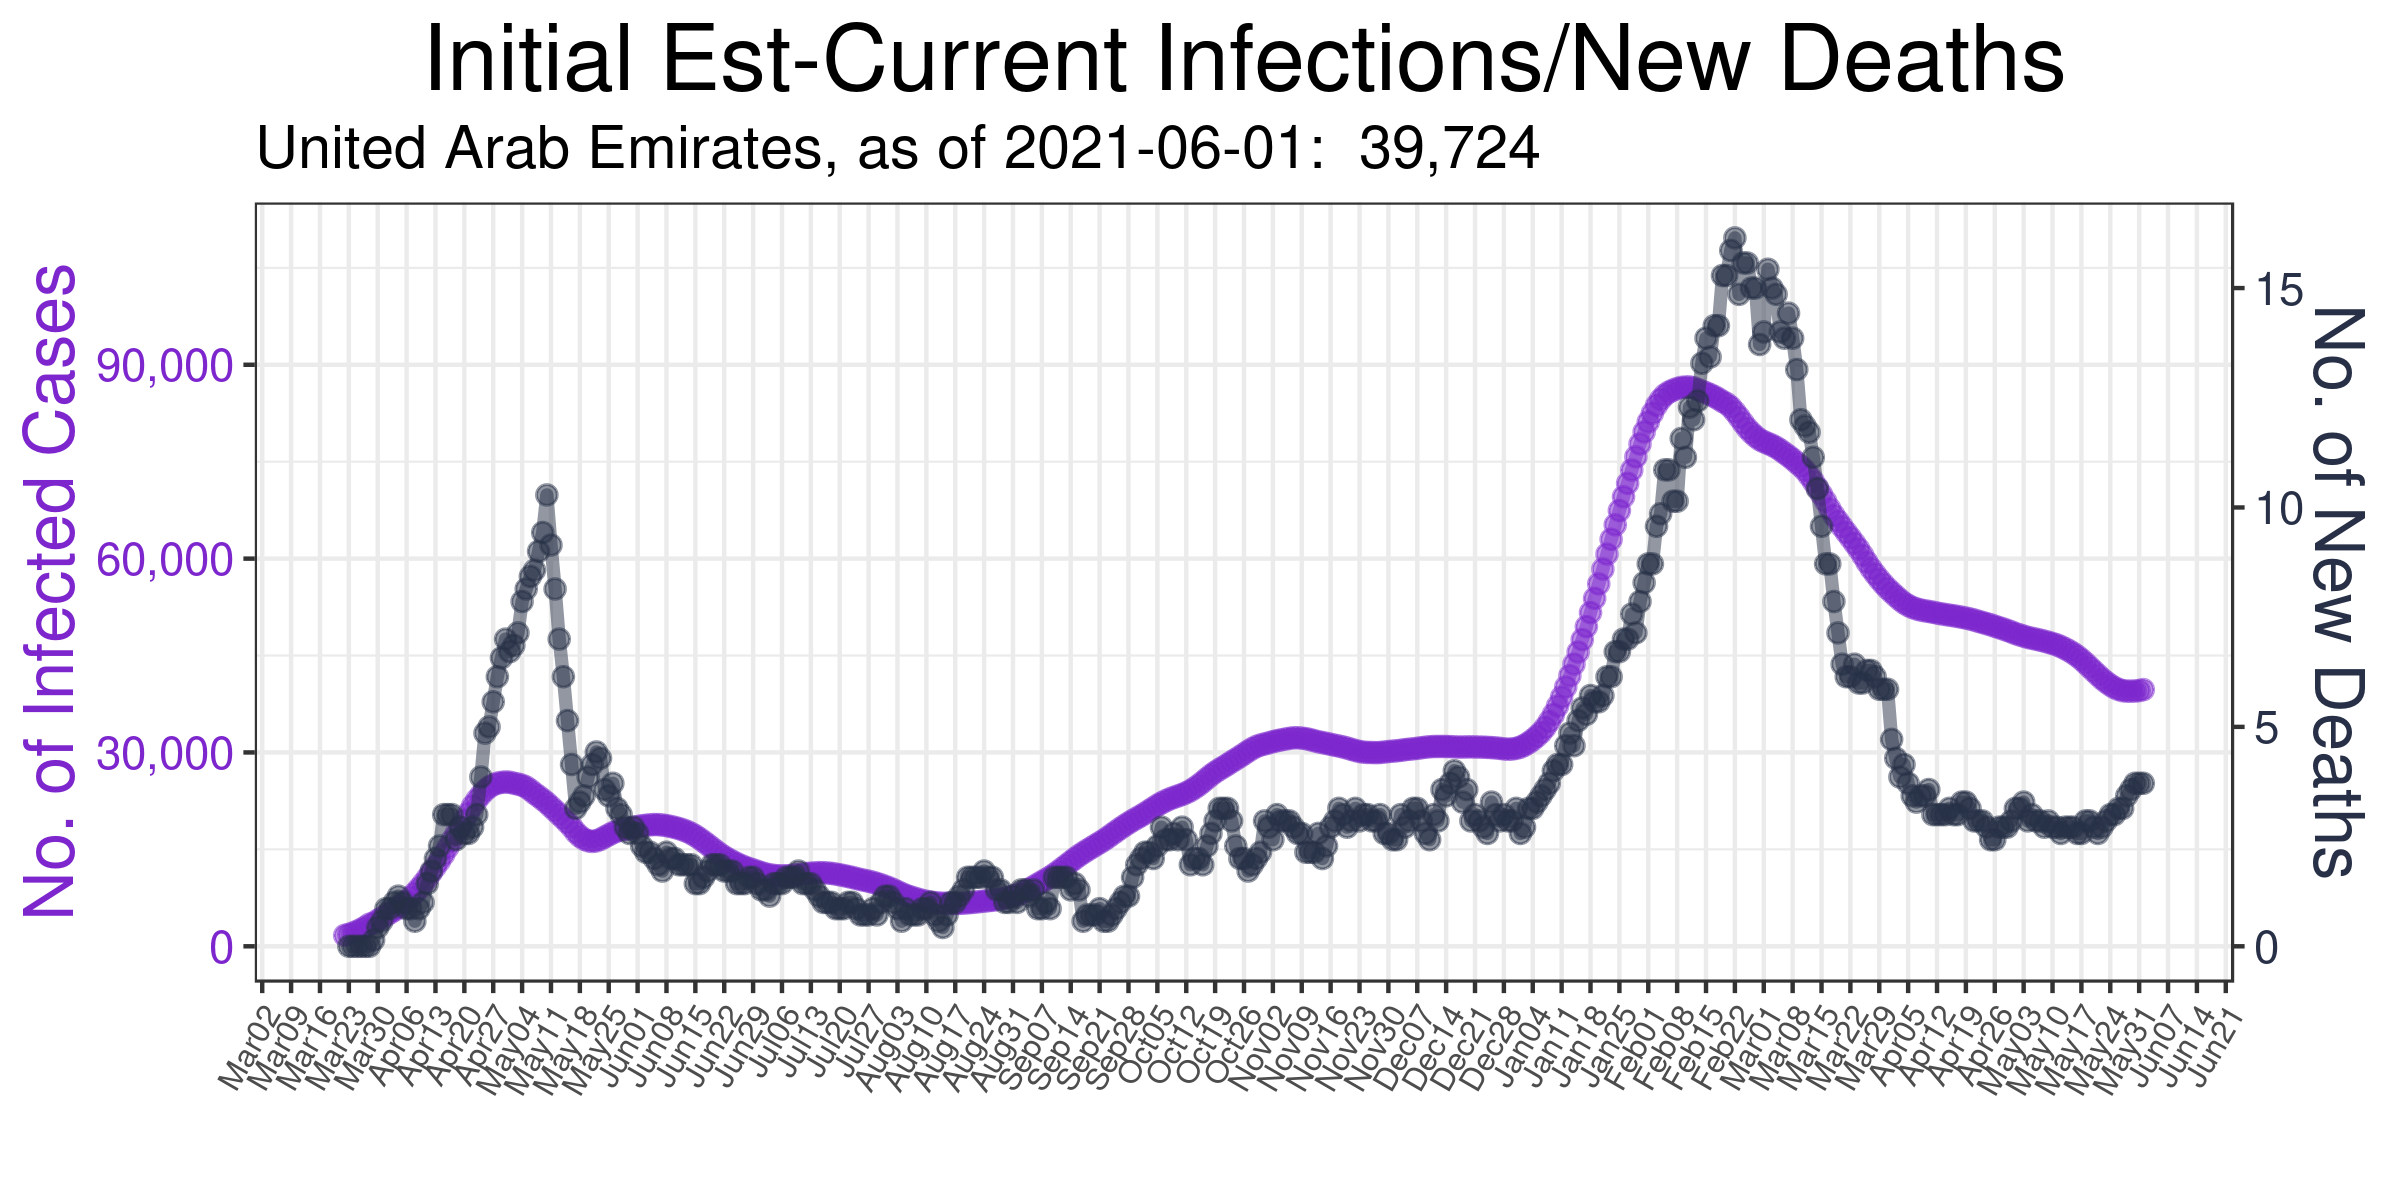 Initial Est-Current Infections/New Deaths
United Arab Emirates, as of 2021-06-01:  39,724
No. of Infected Cases
90,000
60,000
30,000
0
15
10
5
0
No. of New Deaths
Mar02
Mar09
Mar16
Mar23
Mar30
Apr06
Apr13
Apr20
Apr27
May04
May11
May18
May25
Jun01
Jun08
Jun15
Jun22
Jun29
Jul06
Jul13
Jul20
Jul27
Aug03
Aug10
Aug17
Aug24
Aug31
Sep07
Sep14
Sep21
Sep28
Oct05
Oct12
Oct19
Oct26
Nov02
Nov09
Nov16
Nov23
Nov30
Dec07
Dec14
Dec21
Dec28
Jan04
Jan11
Jan18
Jan25
Feb01
Feb08
Feb15
Feb22
Mar01
Mar08
Mar15
Mar22
Mar29
Apr05
Apr12
Apr19
Apr26
May03
May10
May17
May24
May31
Jun07
Jun14
Jun21